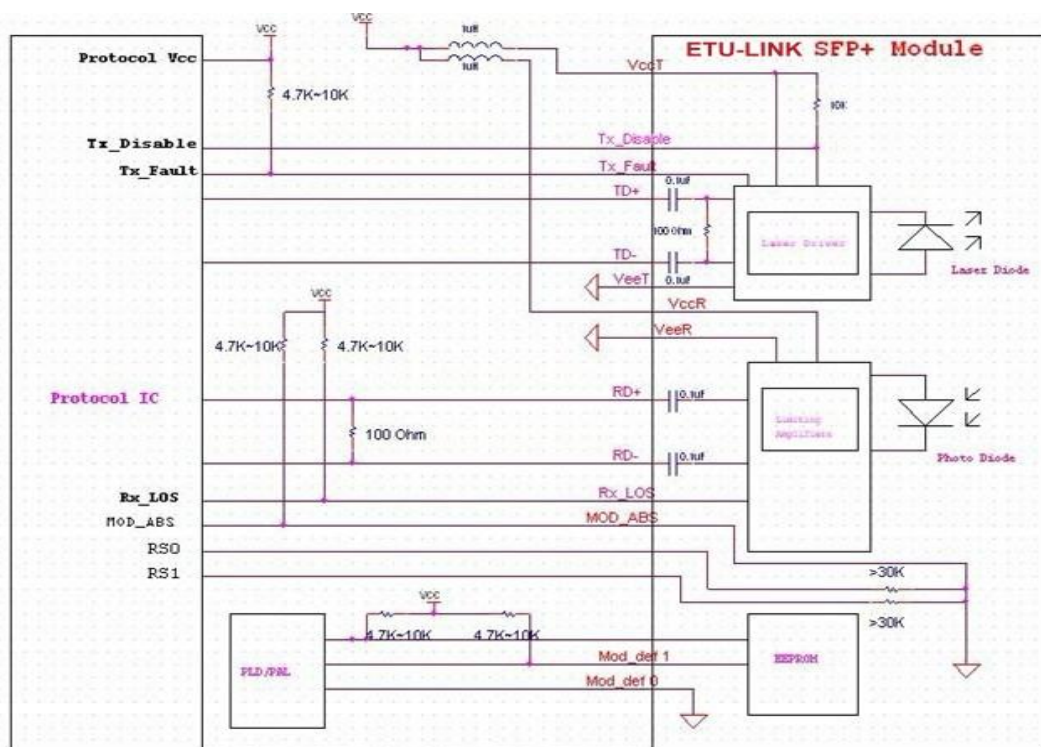 VCC
VCC
1uH
1uH
ETU-LINK SFP+ Module
Protocol Vcc
VccT
4.7K~10K
10K
Tx_Disable
Tx_Disable
Tx_Fault
Tx_Fault
0.1uf
TD+
100 Ohm
Laser Driver
TD-
0.1uf
Laser Diode
VeeT
VCC
VccR
VeeR
4.7K~10K
4.7K~10K
Protocol IC
RD+
0.1uf
Limiting
Amplifiers
100 Ohm
RD-
0.1uf
Photo Diode
Rx_LOS
Rx_LOS
MOD_ABS
MOD_ABS
RS0
RS1
>30K
>30K
VCC
4.7K~10K
4.7K~10K
PLD/PAL
Mod_def 1
EEPROM
Mod_def 0